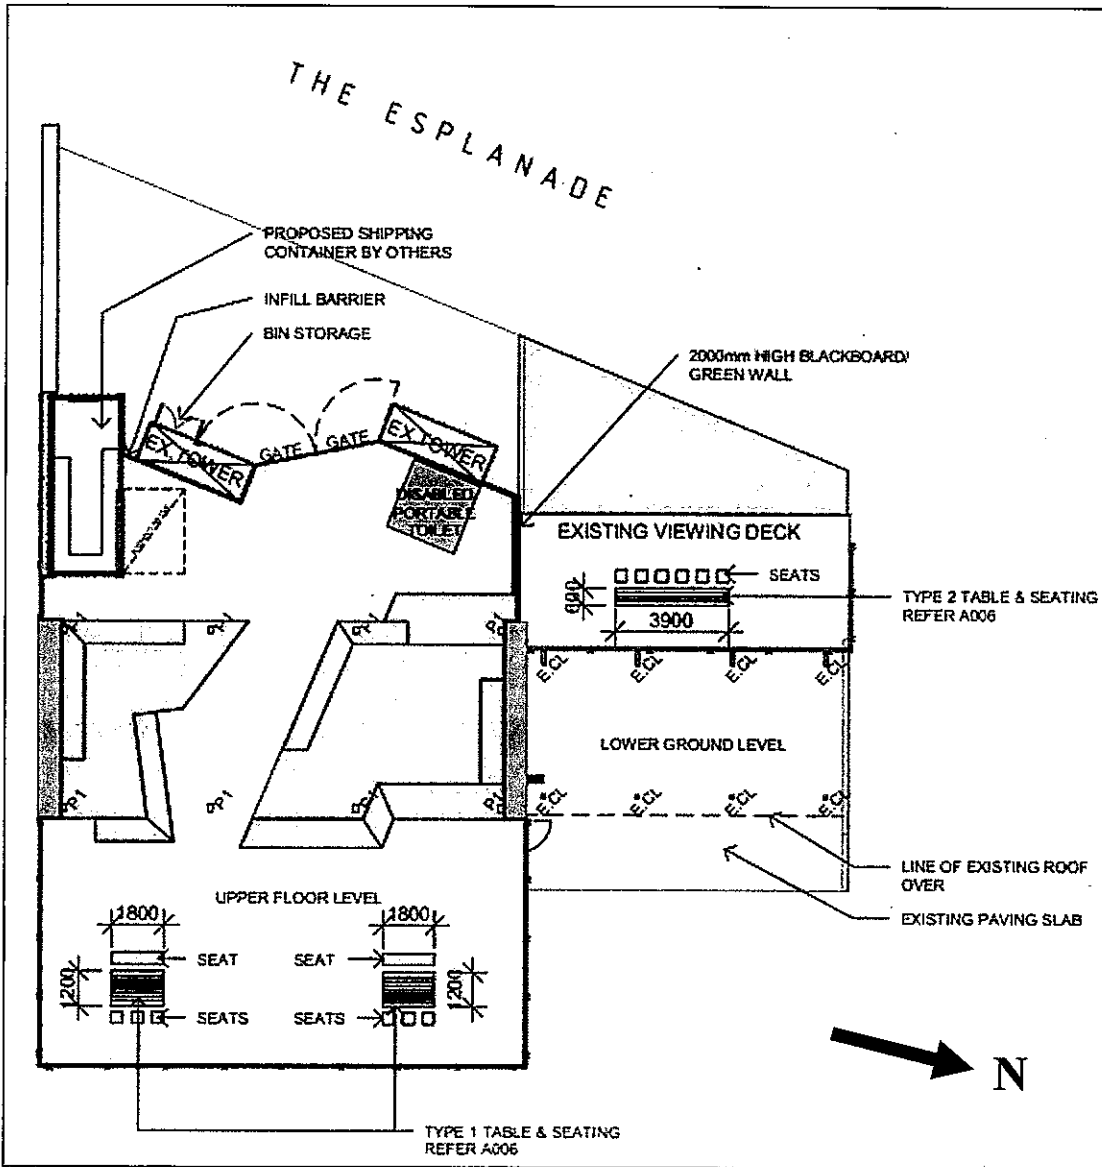 THE ESPLANADE
PROPOSED SHIPPING
CONTAINER BY OTHERS
INFILL BARRIER
BIN STORAGE
2000mm HIGH BLACKBOARD/
GREEN WALL
EX.TOWER
GATE
GATE
EX.TOWER
DISABLED
PORTABLE
TOILET
EXISTING VIEWING DECK
SEATS
TYPE 2 TABLE & SEATING
REFER A006
3900
P1
P1
P1
P1
E.CL
E.CL
E.CL
E.CL
LOWER GROUND LEVEL
P1
P1
P1
P1
E.CL
E.CL
E.CL
E.CL
LINE OF EXISTING ROOF
OVER
EXISTING PAVING SLAB
UPPER FLOOR LEVEL
1800
1800
SEAT
SEAT
1200
1200
SEATS
SEATS
N
TYPE 1 TABLE & SEATING
REFER A006